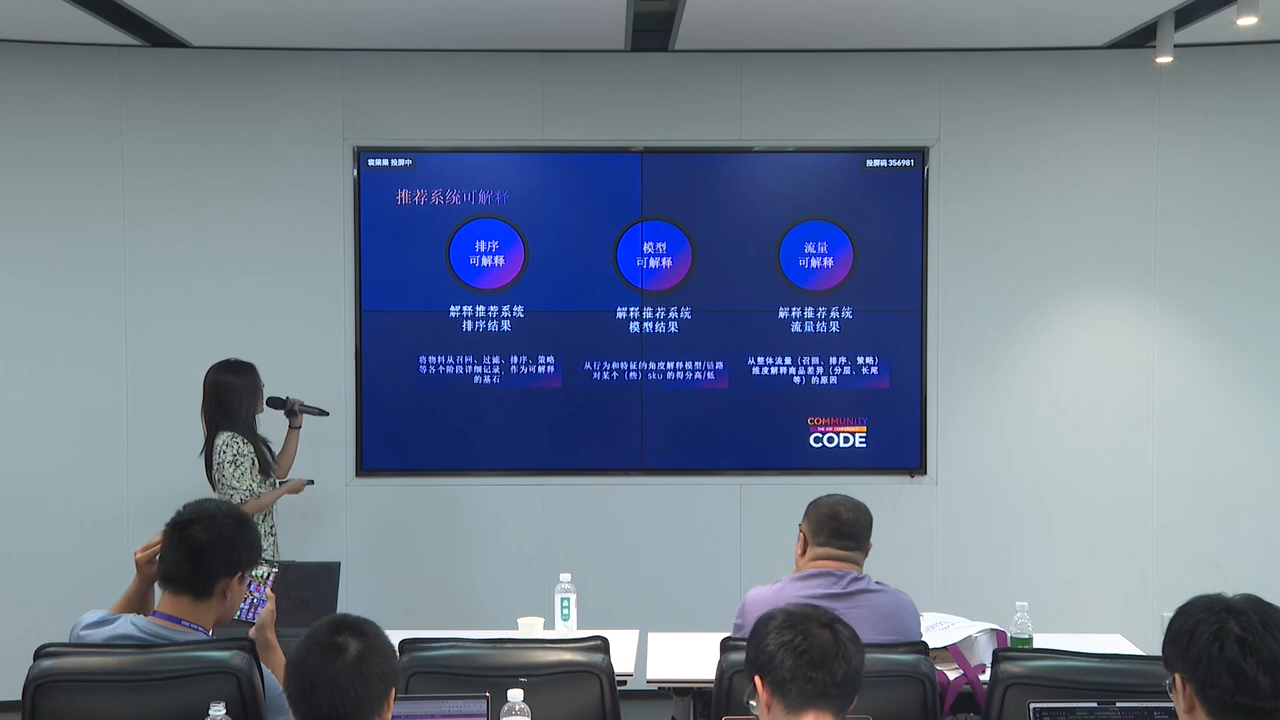 袁果果 投屏中
投屏码 356981
推荐系统可解释
排序
可解释
解释推荐系统
排序结果
将物料从召回、过滤、排序、策略
等各个阶段详细记录，作为可解释
的基石
模型
可解释
解释推荐系统
模型结果
从行为和特征的角度解释模型/链路
对某个（些）sku 的得分高/低
流量
可解释
解释推荐系统
流量结果
从整体流量（召回、排序、策略）
维度解释商品差异（分层、长尾
等）的原因
COMMUNITY
THE ASF CONFERENCE
CODE